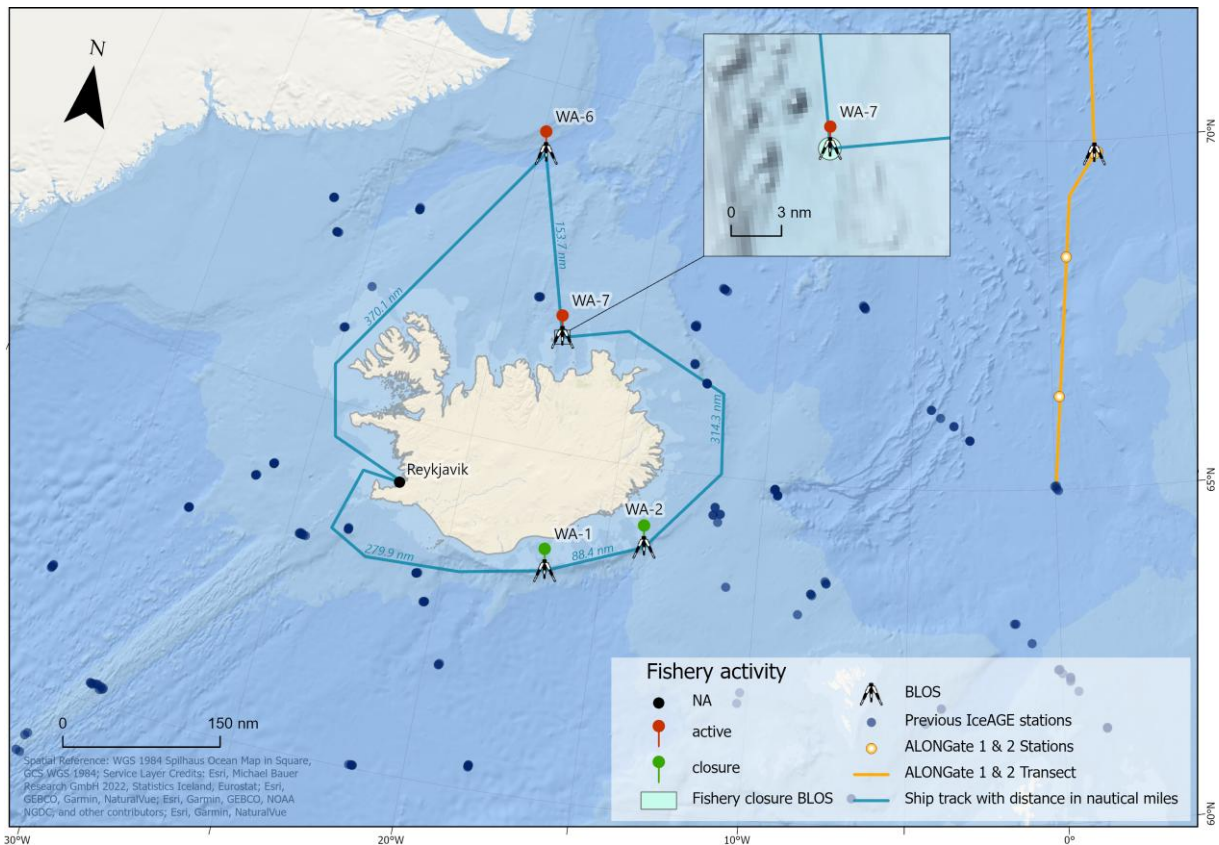 N
WA-6
WA-7
0 3 nm
70°N
153.7 nm
370.1 nm
WA-7
314.3 nm
Reykjavik
65°N
WA-2
WA-1
88.4 nm
279.9 nm
Fishery activity
NA
active
closure
Fishery closure BLOS
BLOS
Previous IceAGE stations
ALONGate 1 & 2 Stations
ALONGate 1 & 2 Transect
Ship track with distance in nautical miles
0 150 nm
Spatial Reference: WGS 1984 Spilhaus Ocean Map in Square,
GCS WGS 1984; Service Layer Credits: Esri, Michael Bauer
Research GmbH 2022, Statistics Iceland, Eurostat; Esri,
GEBCO, Garmin, NaturalVue; Esri, Garmin, GEBCO, NOAA
NGDC, and other contributors; Esri, Garmin, NaturalVue
60°N
30°W
20°W
10°W
0°